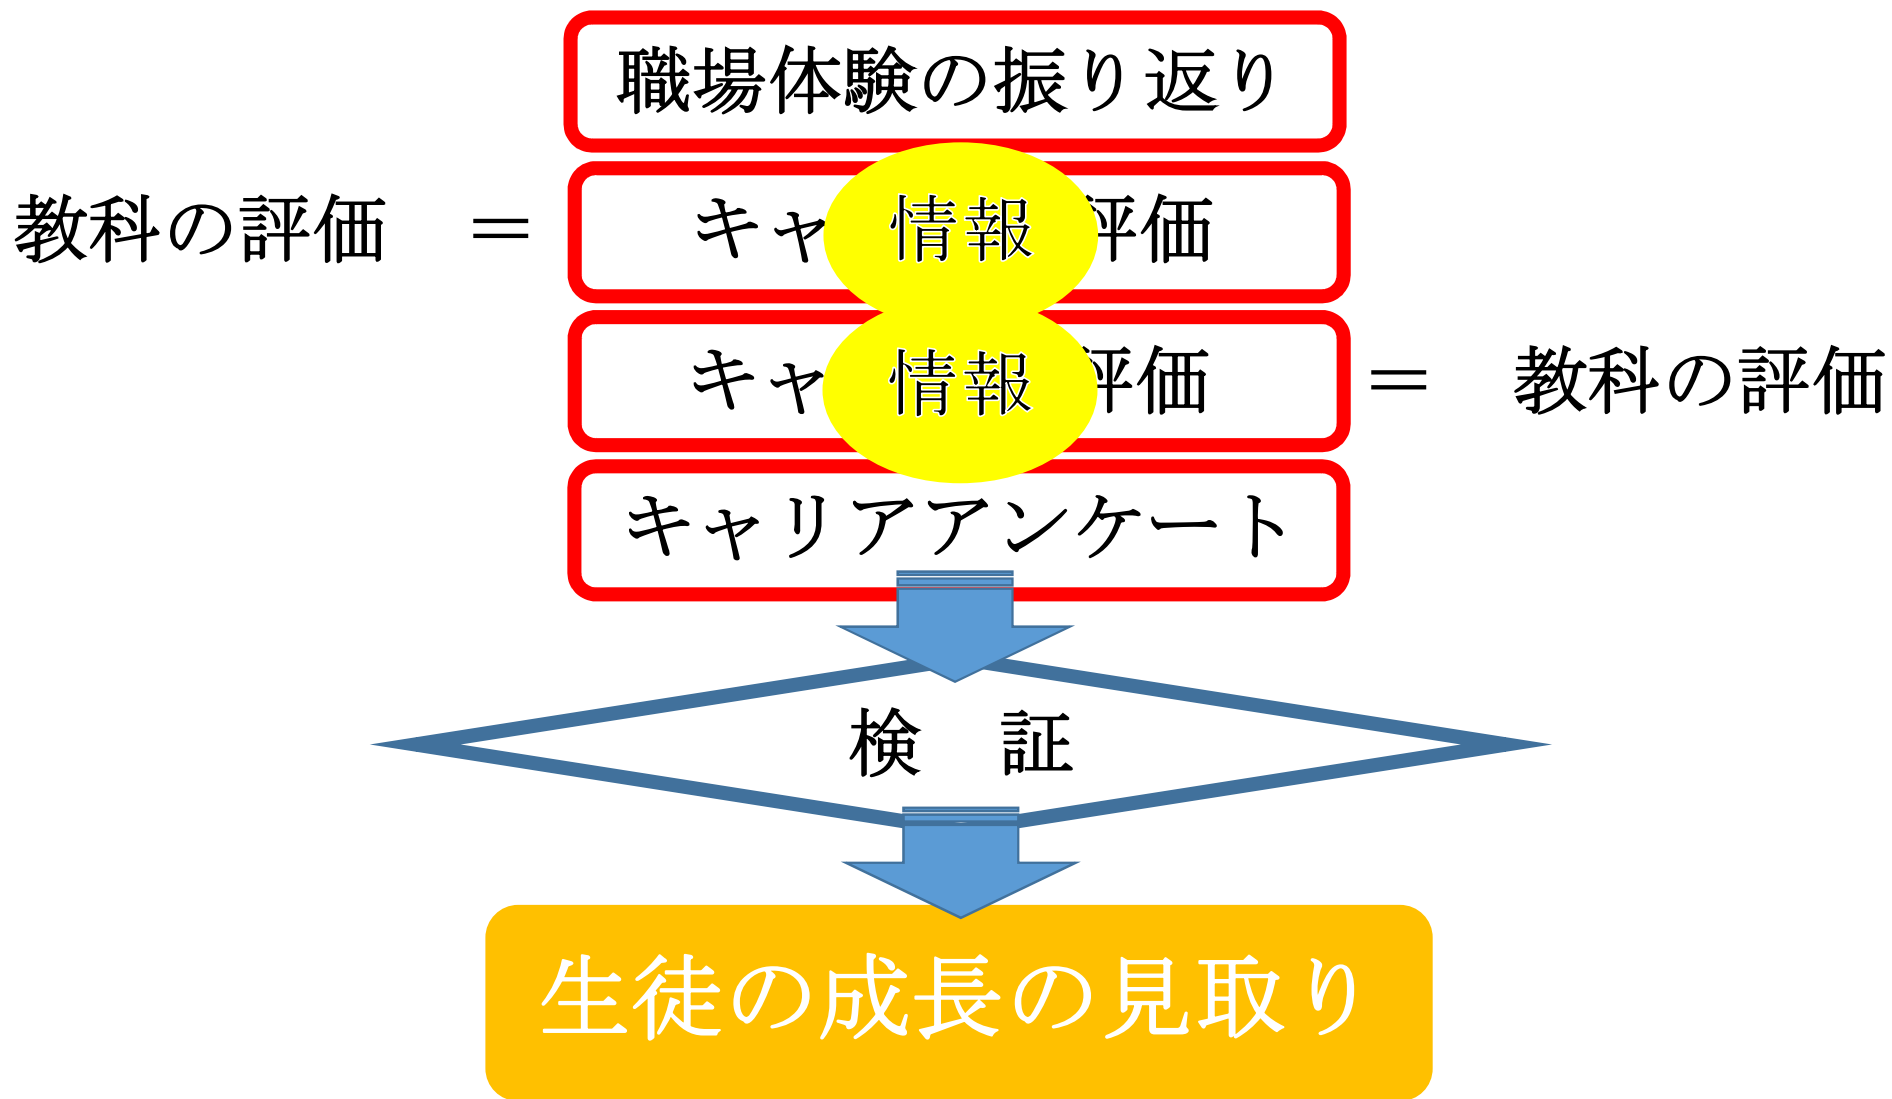 職場体験の振り返り
教科の評価 = キャ 情報 評価
キャ 情報 評価 = 教科の評価
キャリアアンケート
検 証
生徒の成長の見取り